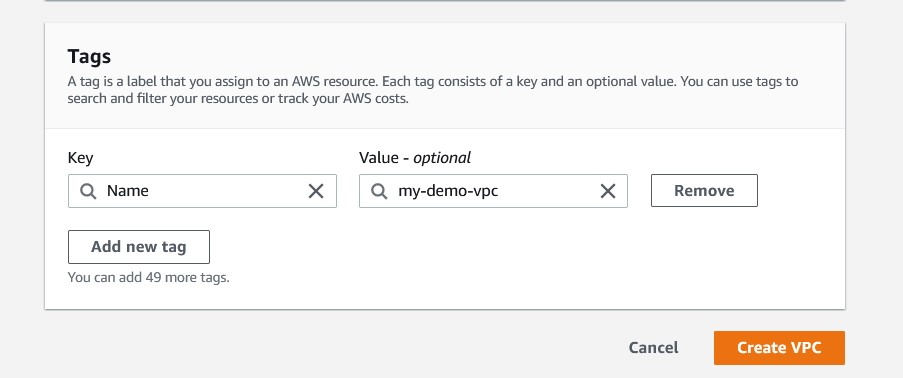 Tags
A tag is a label that you assign to an AWS resource. Each tag consists of a key and an optional value. You can use tags to
search and filter your resources or track your AWS costs.
Key Value - optional
Name my-demo-vpc Remove
Add new tag
You can add 49 more tags.
Cancel Create VPC